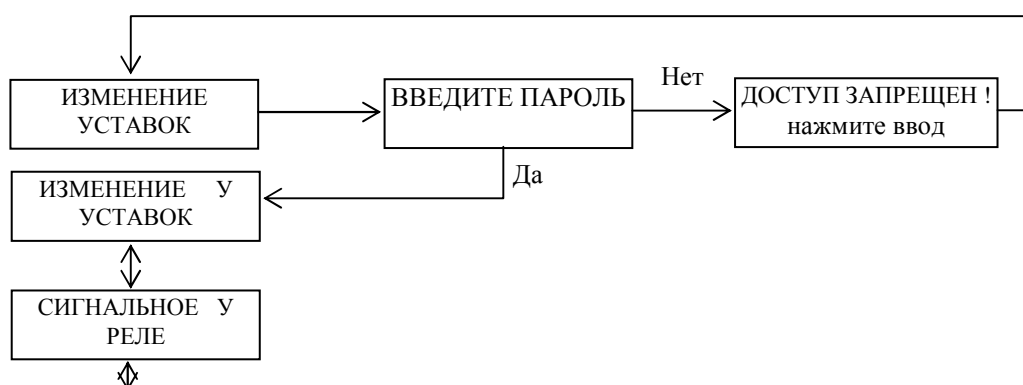 ИЗМЕНЕНИЕ
УСТАВОК
ВВЕДИТЕ ПАРОЛЬ
Нет
ДОСТУП ЗАПРЕЩЕН !
нажмите ввод
Да
ИЗМЕНЕНИЕ У
УСТАВОК
СИГНАЛЬНОЕ У
РЕЛЕ